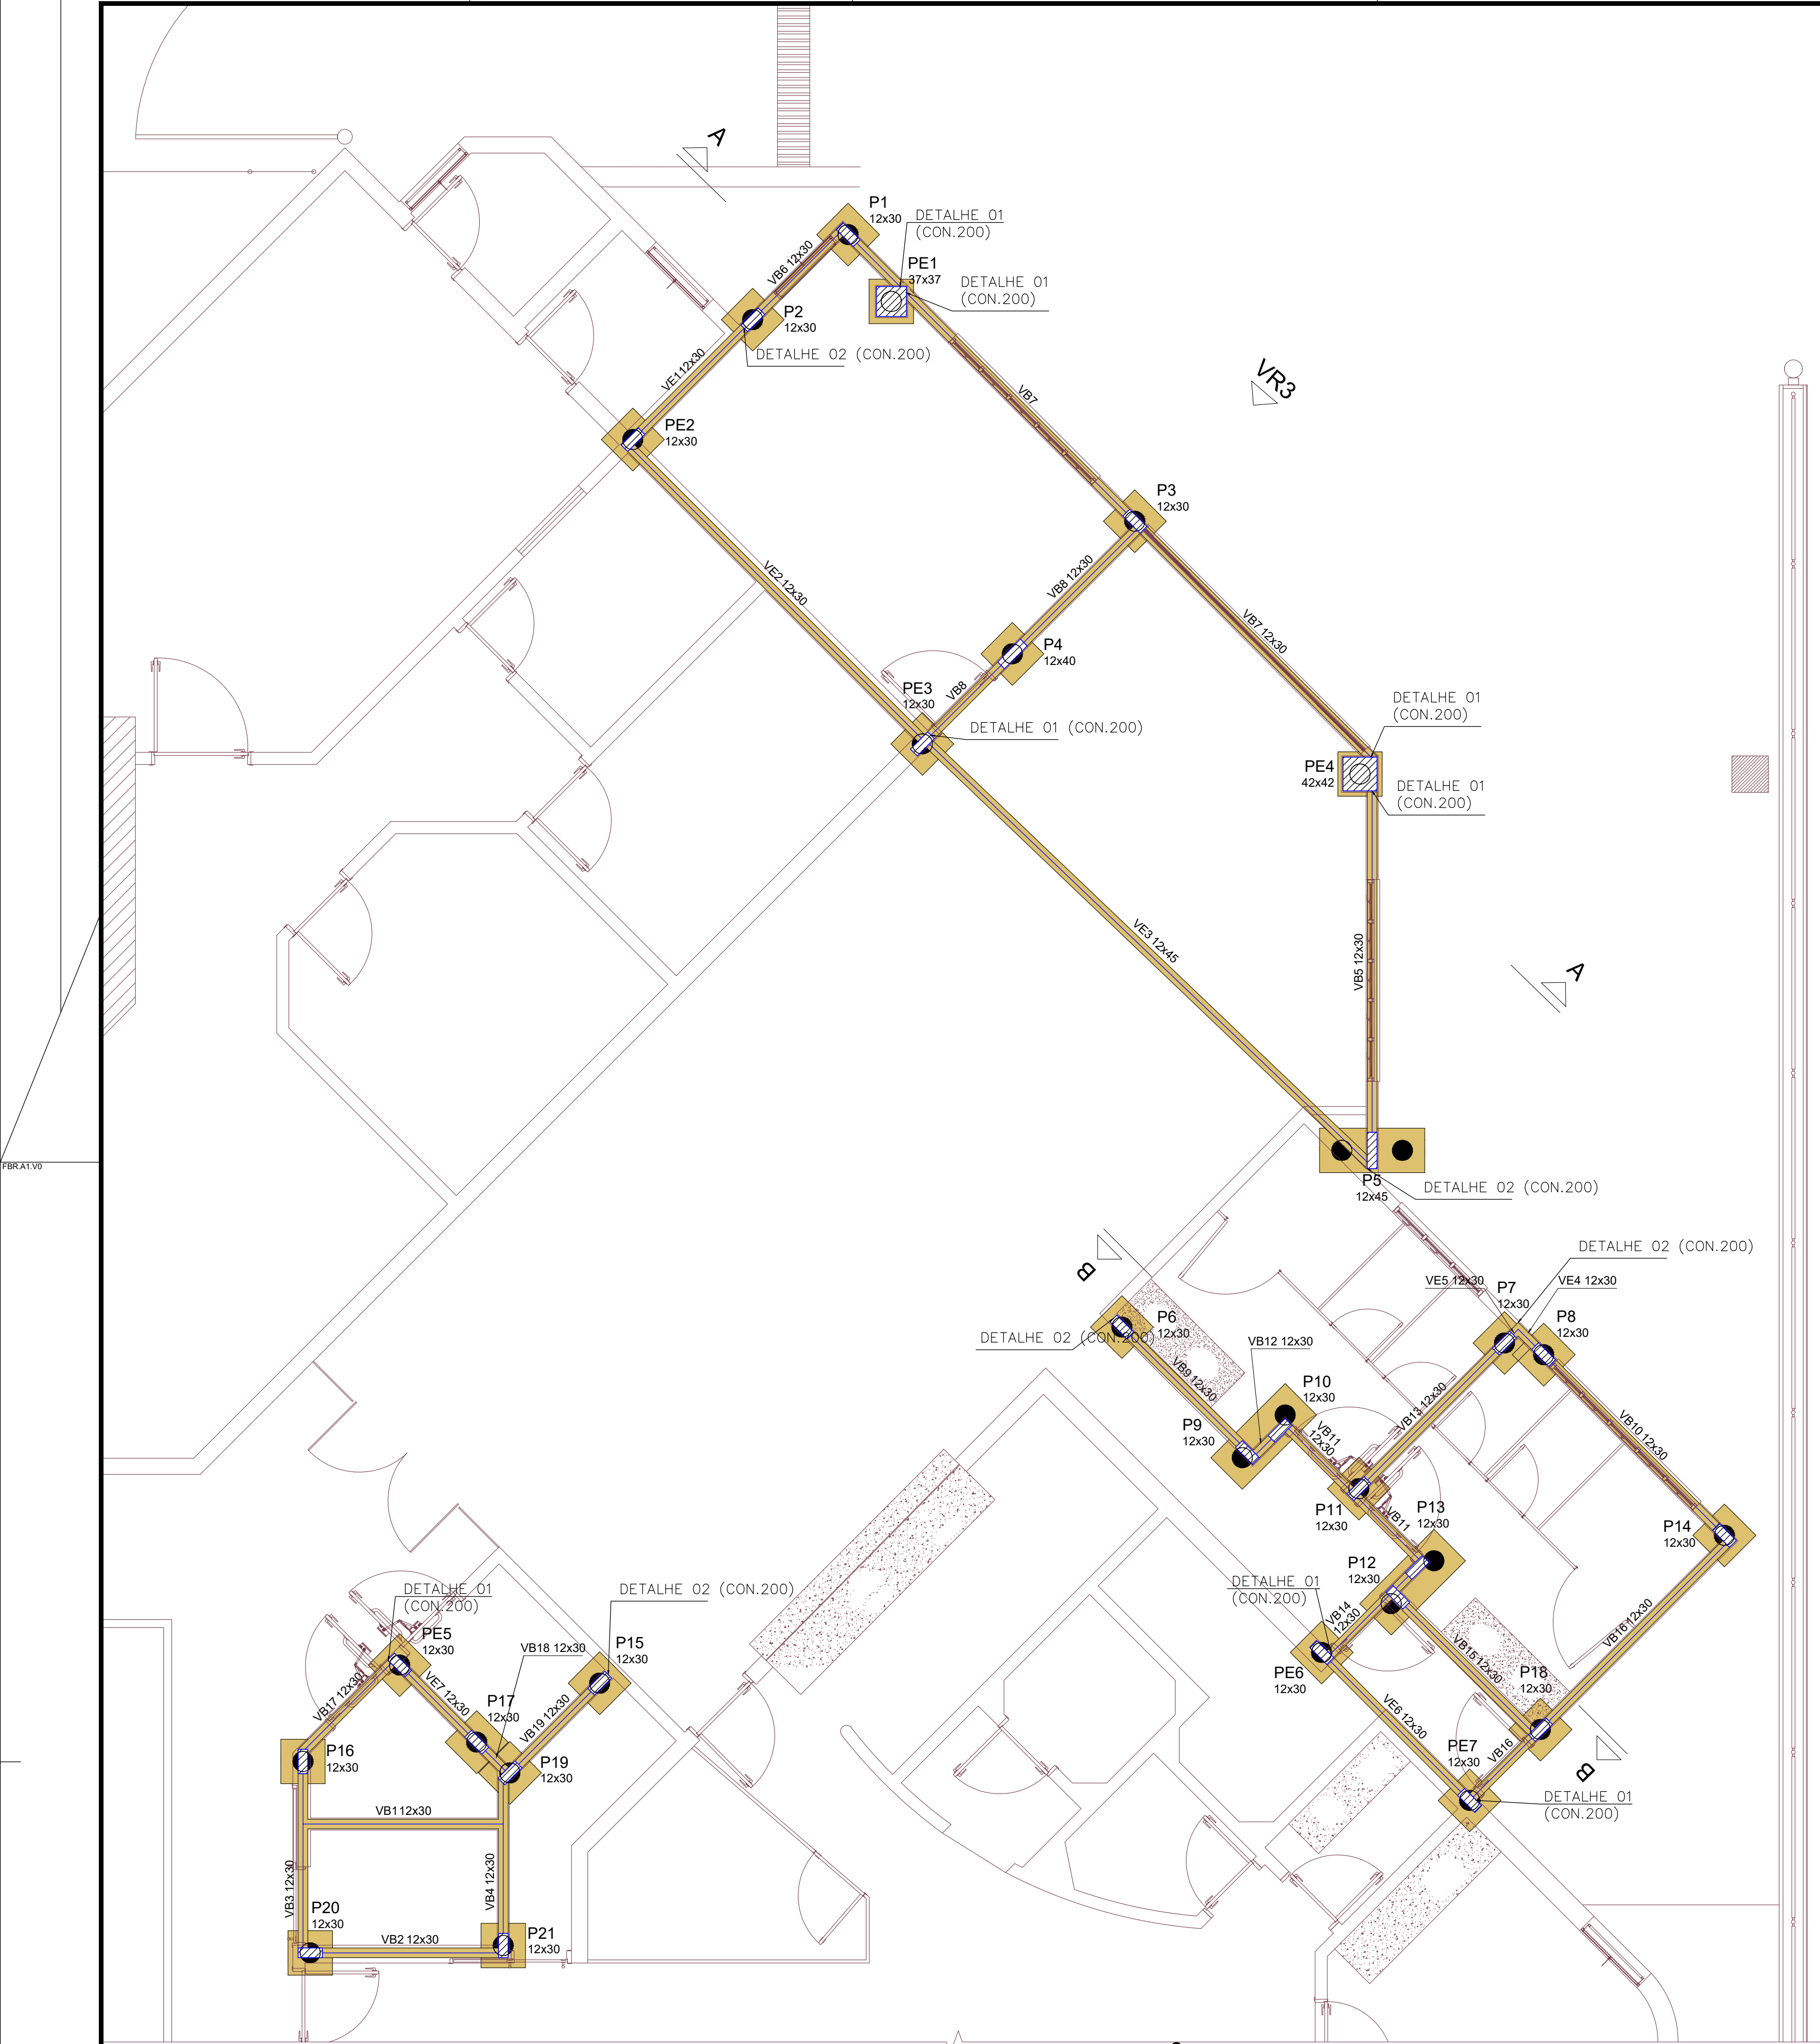 A
P1
12x30
DETALHE 01
(CON.200)
VB6 12x30
PE1
37x37
DETALHE 01
(CON.200)
P2
12x30
DETALHE 02 (CON.200)
VE112x30
VR3
VB7
PE2
12x30
P3
12x30
VE2 12x30
VB8 12x30
VB7 12x30
P4
12x40
PE3
12x30
VB8
DETALHE 01
(CON.200)
DETALHE 01 (CON.200)
PE4
42x42
DETALHE 01
(CON.200)
VE3 12x45
VB5 12x30
A
FBR.A1.V0
P5
12x45
DETALHE 02 (CON.200)
B
DETALHE 02 (CON.200)
VE5 12x30
P7
12x30
VE4 12x30
P6
12x30
P8
12x30
DETALHE 02 (CON.200)
VB12 12x30
VB9 12x30
P10
12x30
VB13 12x30
VB10 12x30
P9
12x30
VB11
12x30
P11
12x30
VB11
P13
12x30
P14
12x30
P12
12x30
DETALHE 01
(CON.200)
DETALHE 02 (CON.200)
DETALHE 01
(CON.200)
VB14
12x30
VB16 12x30
PE5
12x30
VB18 12x30
P15
12x30
VB15 12x30
PE6
12x30
P18
12x30
VB17 12x30
VE7 12x30
P17
12x30
VB19 12x30
VE6 12x30
P16
12x30
P19
12x30
PE7
12x30
VB16
B
DETALHE 01
(CON.200)
VB112x30
VB3 12x30
VB4 12x30
P20
12x30
VB2 12x30
P21
12x30